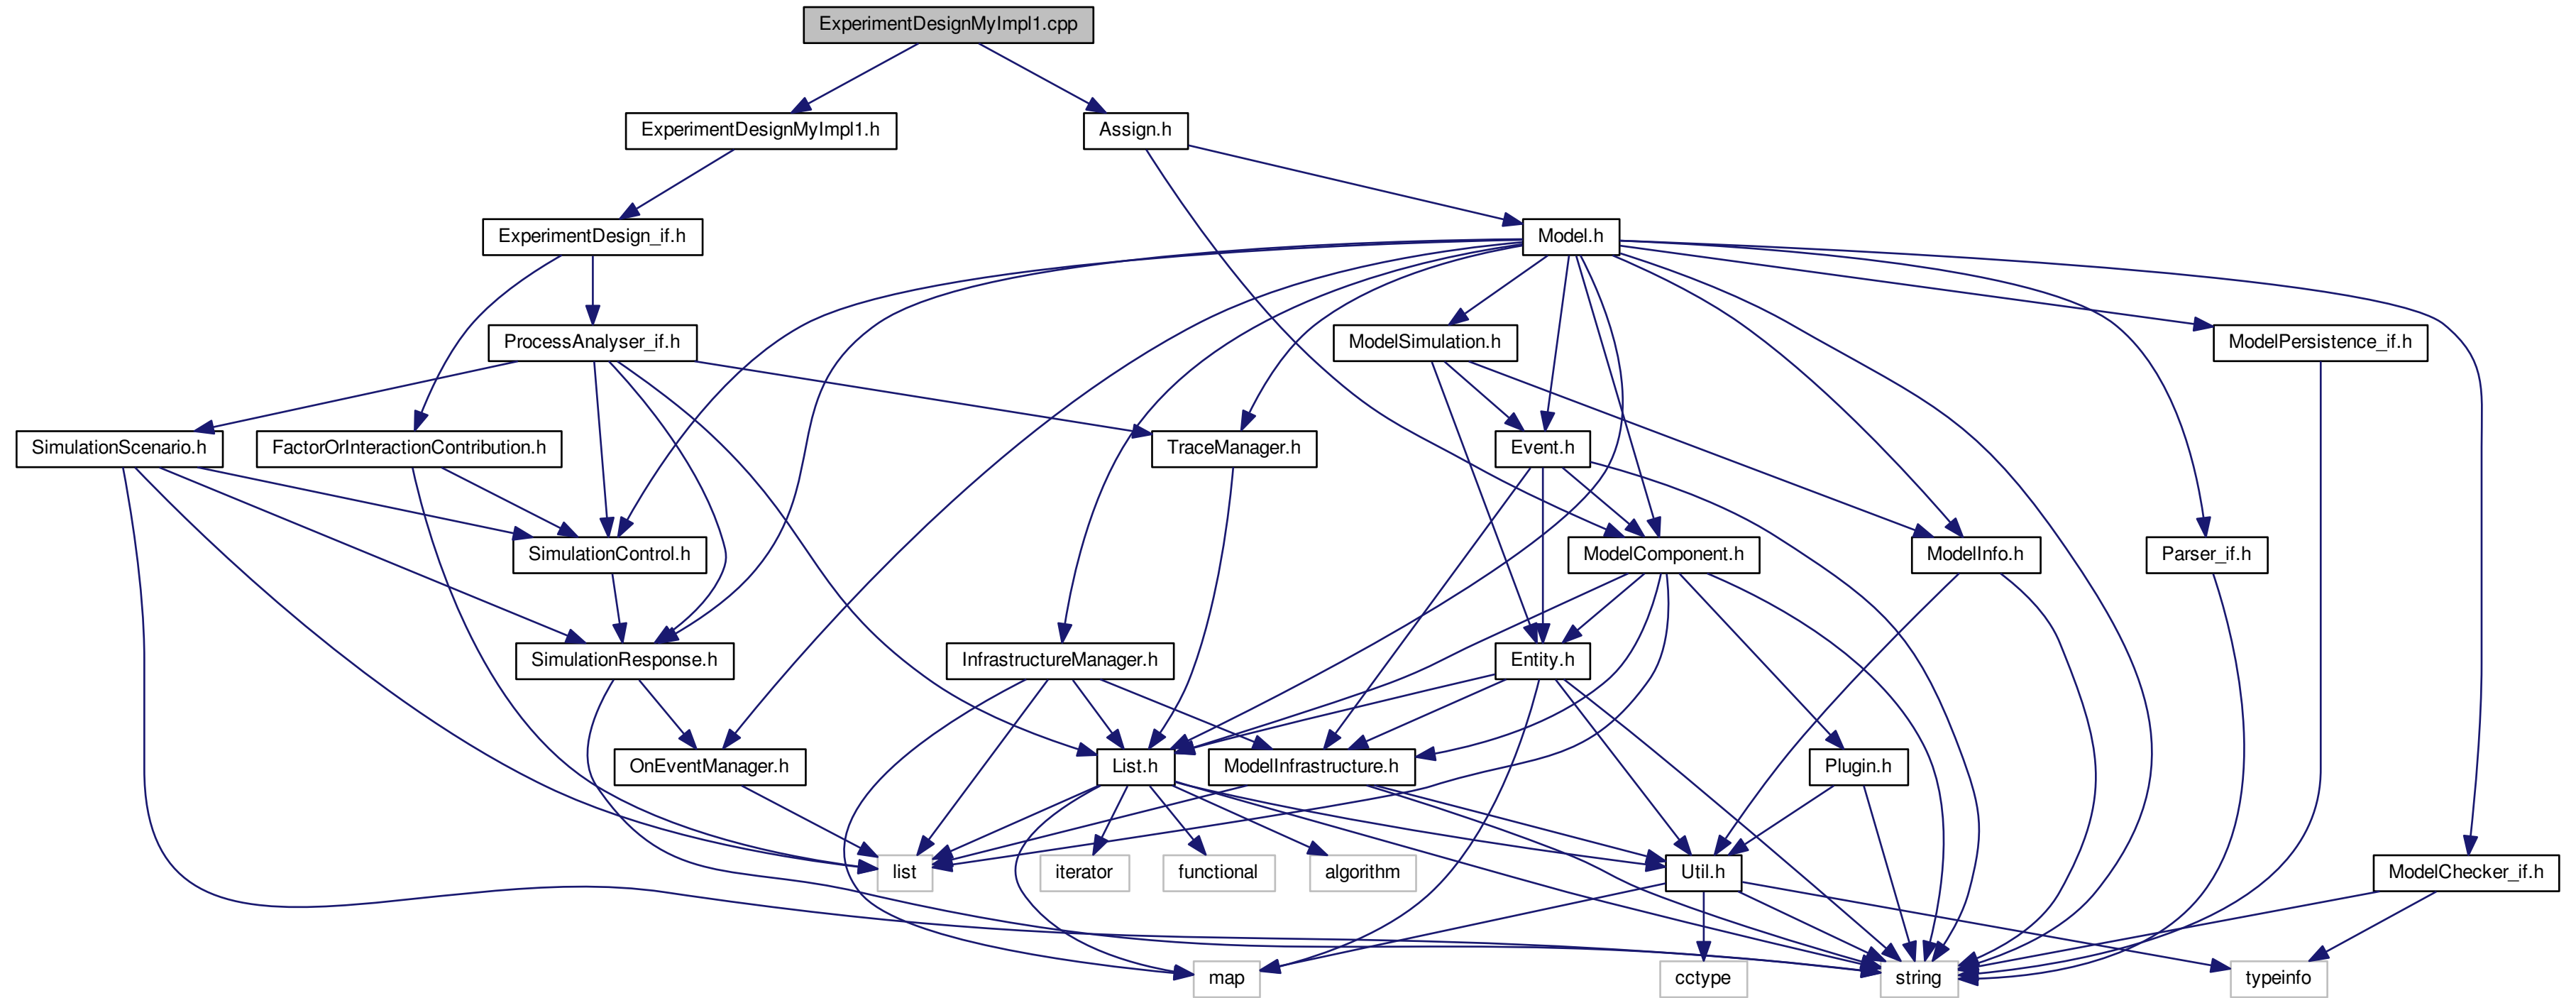 ExperimentDesignMyImpl1.cpp
ExperimentDesignMyImpl1.h
Assign.h
ExperimentDesign_if.h
Model.h
ProcessAnalyser_if.h
ModelSimulation.h
ModelPersistence_if.h
SimulationScenario.h
FactorOrInteractionContribution.h
TraceManager.h
Event.h
SimulationControl.h
ModelComponent.h
ModelInfo.h
Parser_if.h
SimulationResponse.h
InfrastructureManager.h
Entity.h
OnEventManager.h
List.h
ModelInfrastructure.h
Plugin.h
list
iterator
functional
algorithm
Util.h
ModelChecker_if.h
map
cctype
string
typeinfo